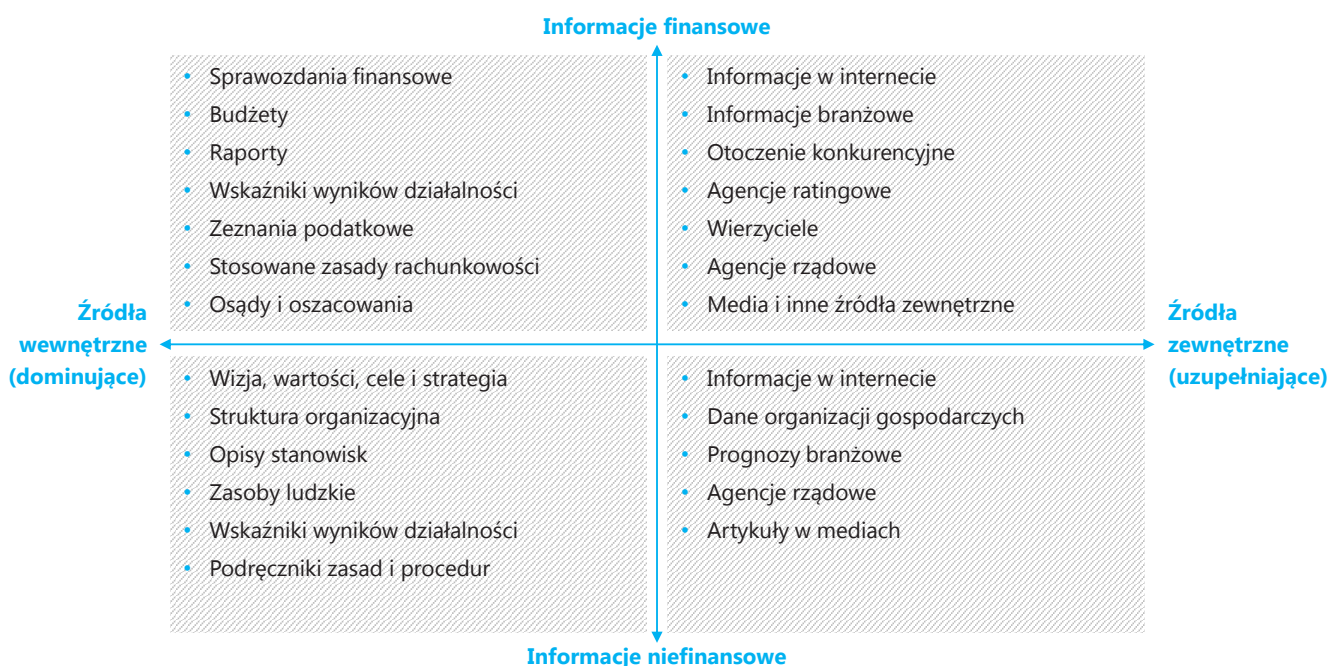 Informacje finansowe
• Sprawozdania finansowe
• Budżety
• Raporty
• Wskaźniki wyników działalności
• Zeznania podatkowe
• Stosowane zasady rachunkowości
• Osądy i oszacowania
• Informacje w internecie
• Informacje branżowe
• Otoczenie konkurencyjne
• Agencje ratingowe
• Wierzyciele
• Agencje rządowe
• Media i inne źródła zewnętrzne
Źródła
wewnętrzne
(dominujące)
Źródła
zewnętrzne
(uzupełniające)
• Wizja, wartości, cele i strategia
• Struktura organizacyjna
• Opisy stanowisk
• Zasoby ludzkie
• Wskaźniki wyników działalności
• Podręczniki zasad i procedur
• Informacje w internecie
• Dane organizacji gospodarczych
• Prognozy branżowe
• Agencje rządowe
• Artykuły w mediach
Informacje niefinansowe